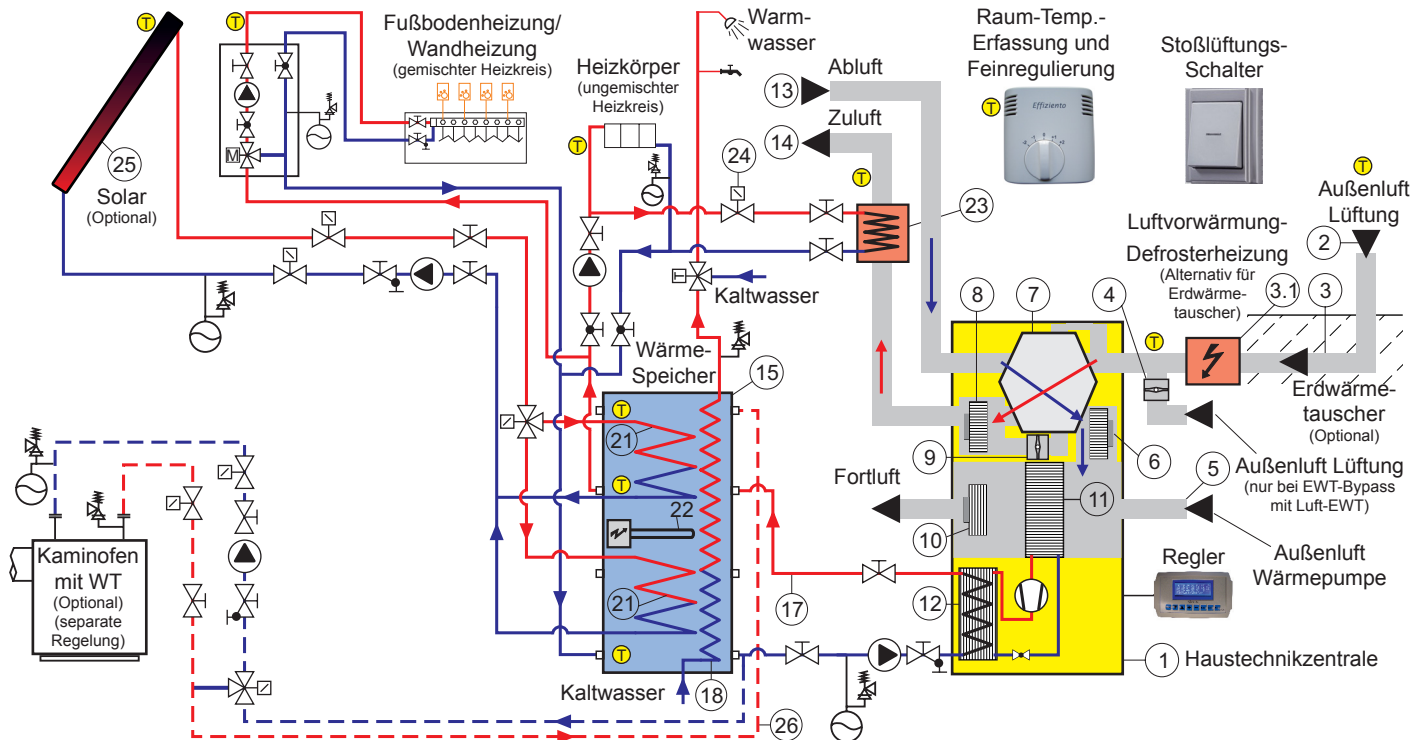 T
T
Fußbodenheizung/
Wandheizung
(gemischter Heizkreis)
M
25
Solar
(Optional)
Heizkörper
(ungemischter
Heizkreis)
T
Warm-
wasser
24
Kaltwasser
13
Abluft
14
Zuluft
T
23
Raum-Temp.-
Erfassung und
Feinregulierung
T
Effiziento
Stoßlüftungs-
Schalter
T
Außenluft
Lüftung
2
Luftvorwärmung-
Defrosterheizung
(Alternativ für
Erdwärme-
tauscher)
3.1
3
Erdwärme-
tauscher
(Optional)
T
4
8
7
9
6
11
10
12
Außenluft Lüftung
(nur bei EWT-Bypass
mit Luft-EWT)
5
Außenluft
Wärmepumpe
Fortluft
Regler
1
Haustechnikzentrale
Wärme-
Speicher
15
T
21
T
22
21
T
18
Kaltwasser
17
26
Kaminofen
mit WT
(Optional)
(separate
Regelung)